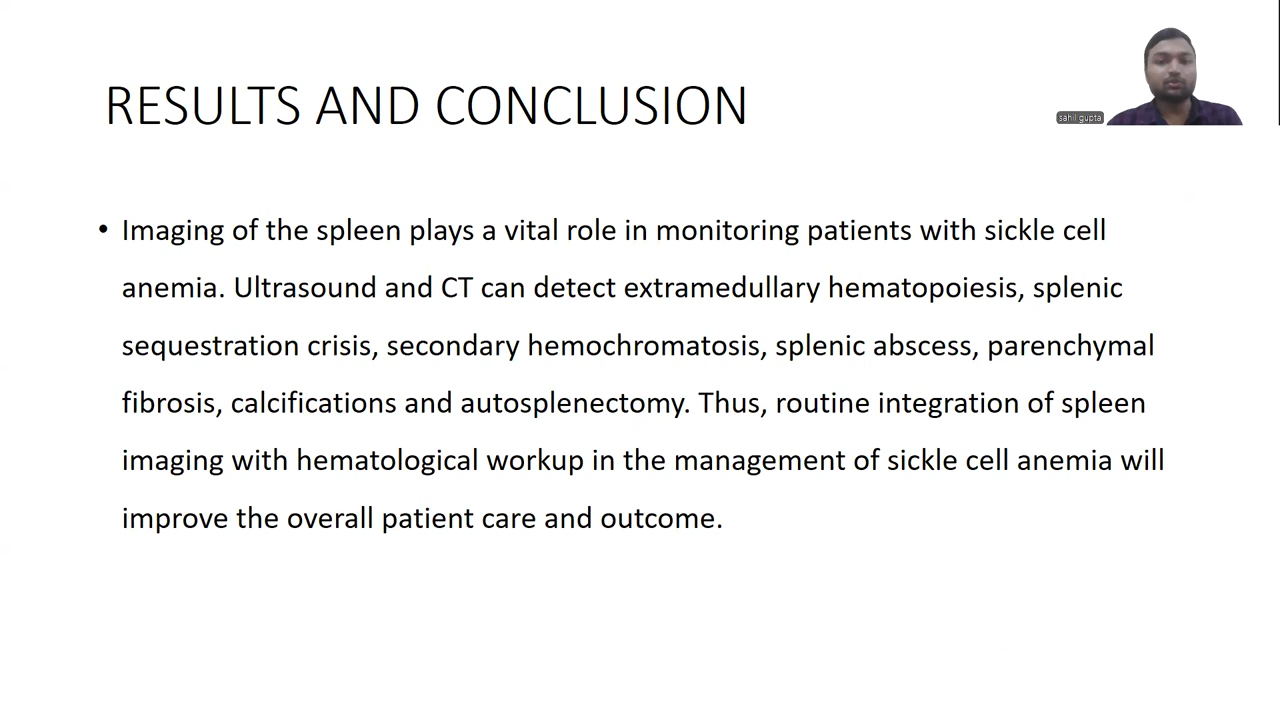 RESULTS AND CONCLUSION
sahil gupta
• Imaging of the spleen plays a vital role in monitoring patients with sickle cell
anemia. Ultrasound and CT can detect extramedullary hematopoiesis, splenic
sequestration crisis, secondary hemochromatosis, splenic abscess, parenchymal
fibrosis, calcifications and autosplenectomy. Thus, routine integration of spleen
imaging with hematological workup in the management of sickle cell anemia will
improve the overall patient care and outcome.